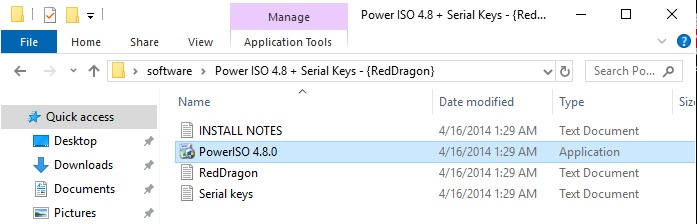 Manage
Power ISO 4.8 + Serial Keys - {Red...
File
Home
Share
View
Application Tools
software
Power ISO 4.8 + Serial Keys - {RedDragon}
Search Po...
Quick access
Desktop
Downloads
Documents
Pictures
Name
Date modified
Type
Size
INSTALL NOTES 4/16/2014 1:29 AM Text Document
PowerISO 4.8.0 4/16/2014 1:29 AM Application
RedDragon 4/16/2014 1:29 AM Text Document
Serial keys 4/16/2014 1:29 AM Text Document